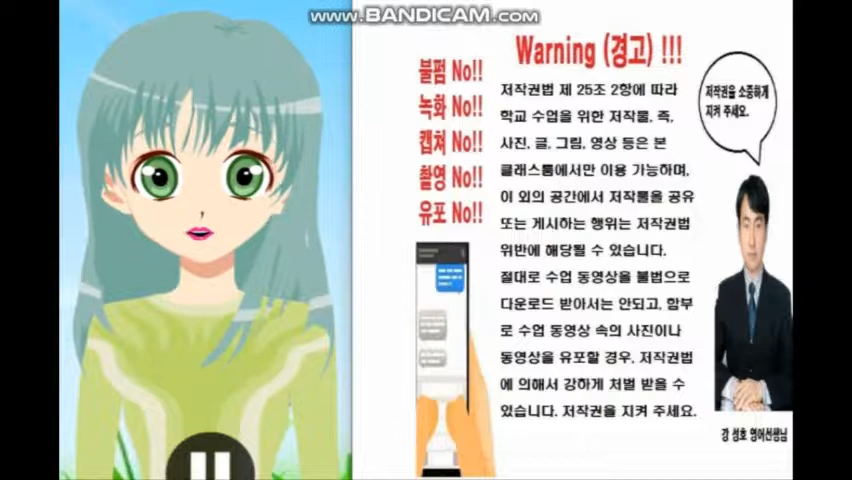 www.BANDICAM.com
Warning (경고) !!!
불펌 No!!
녹화 No!!
캡쳐 No!!
촬영 No!!
유포 No!!
저작권법 제 25조 2항에 따라
학교 수업을 위한 저작물, 즉,
사진, 글, 그림, 영상 등은 본
클래스룸에서만 이용 가능하며,
이 외의 공간에서 저작물을 공유
또는 게시하는 행위는 저작권법
위반에 해당될 수 있습니다.
절대로 수업 동영상을 불법으로
다운로드 받아서는 안되고, 함부
로 수업 동영상 속의 사진이나
동영상을 유포할 경우, 저작권법
에 의해서 강하게 처벌 받을 수
있습니다. 저작권을 지켜 주세요.
저작권을 소중하게
지켜 주세요.
강 성호 영어선생님